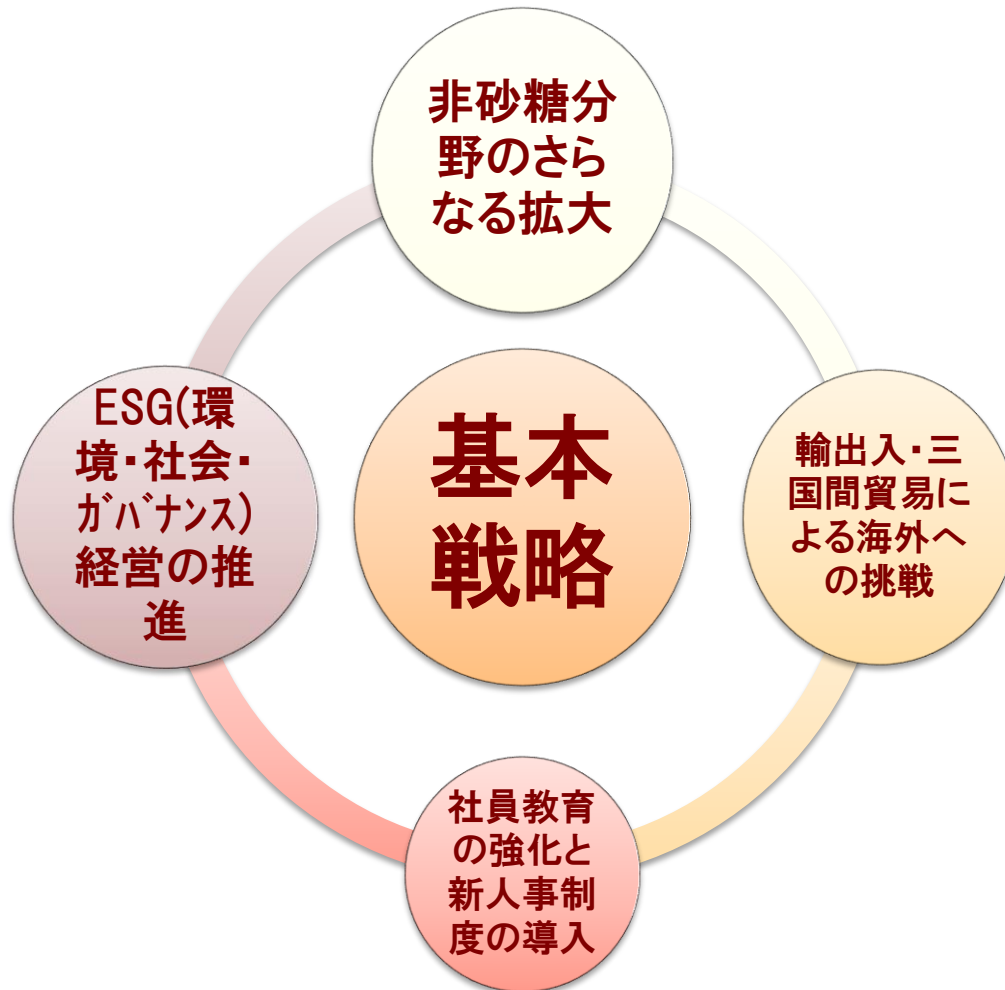 非砂糖分
野のさら
なる拡大
基本
戦略
ESG(環
境・社会・
ｶﾞﾊﾞﾅﾝｽ)
経営の推
進
輸出入・三
国間貿易に
よる海外へ
の挑戦
社員教育
の強化と
新人事制
度の導入